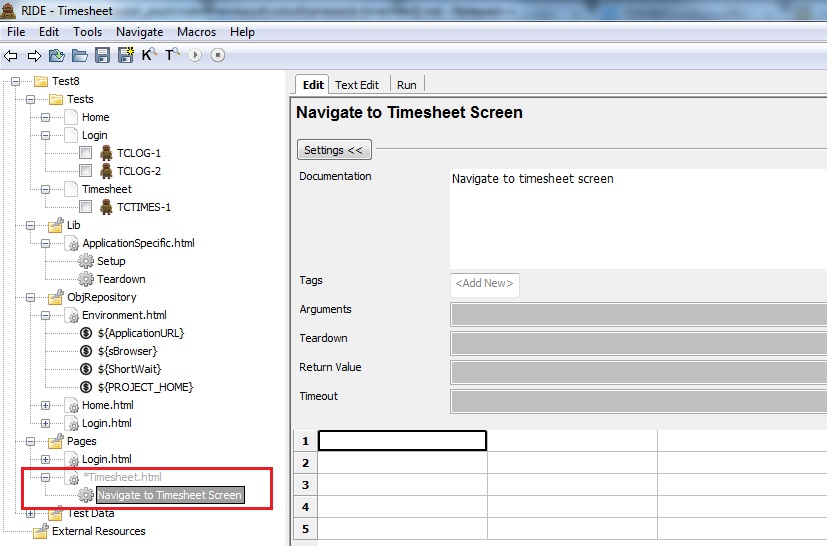 RIDE - Timesheet
File Edit Tools Navigate Macros Help
K T
Test8
Tests
Home
Login
TCLOG-1
TCLOG-2
Timesheet
TCTIMES-1
Lib
ApplicationSpecific.html
Setup
Teardown
ObjRepository
Environment.html
${ApplicationURL}
${sBrowser}
${ShortWait}
${PROJECT_HOME}
Home.html
Login.html
Pages
Login.html
*Timesheet.html
Navigate to Timesheet Screen
Test Data
External Resources
Edit Text Edit Run
Navigate to Timesheet Screen
Settings <<
Documentation Navigate to timesheet screen
Tags <Add New>
Arguments
Teardown
Return Value
Timeout
1
2
3
4
5